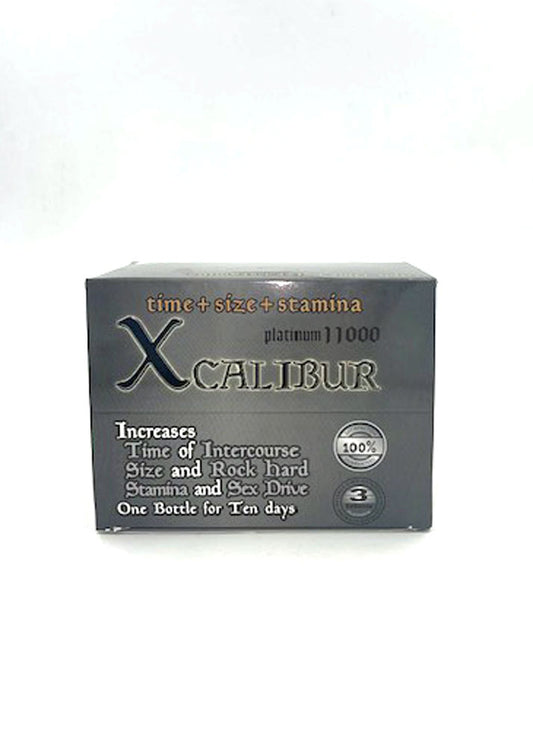 time + size + stamina
platinum 11000
XCALIBUR
Increases
Time of Intercourse
Size and Rock Hard
Stamina and Sex Drive
One Bottle for Ten days
100%
3